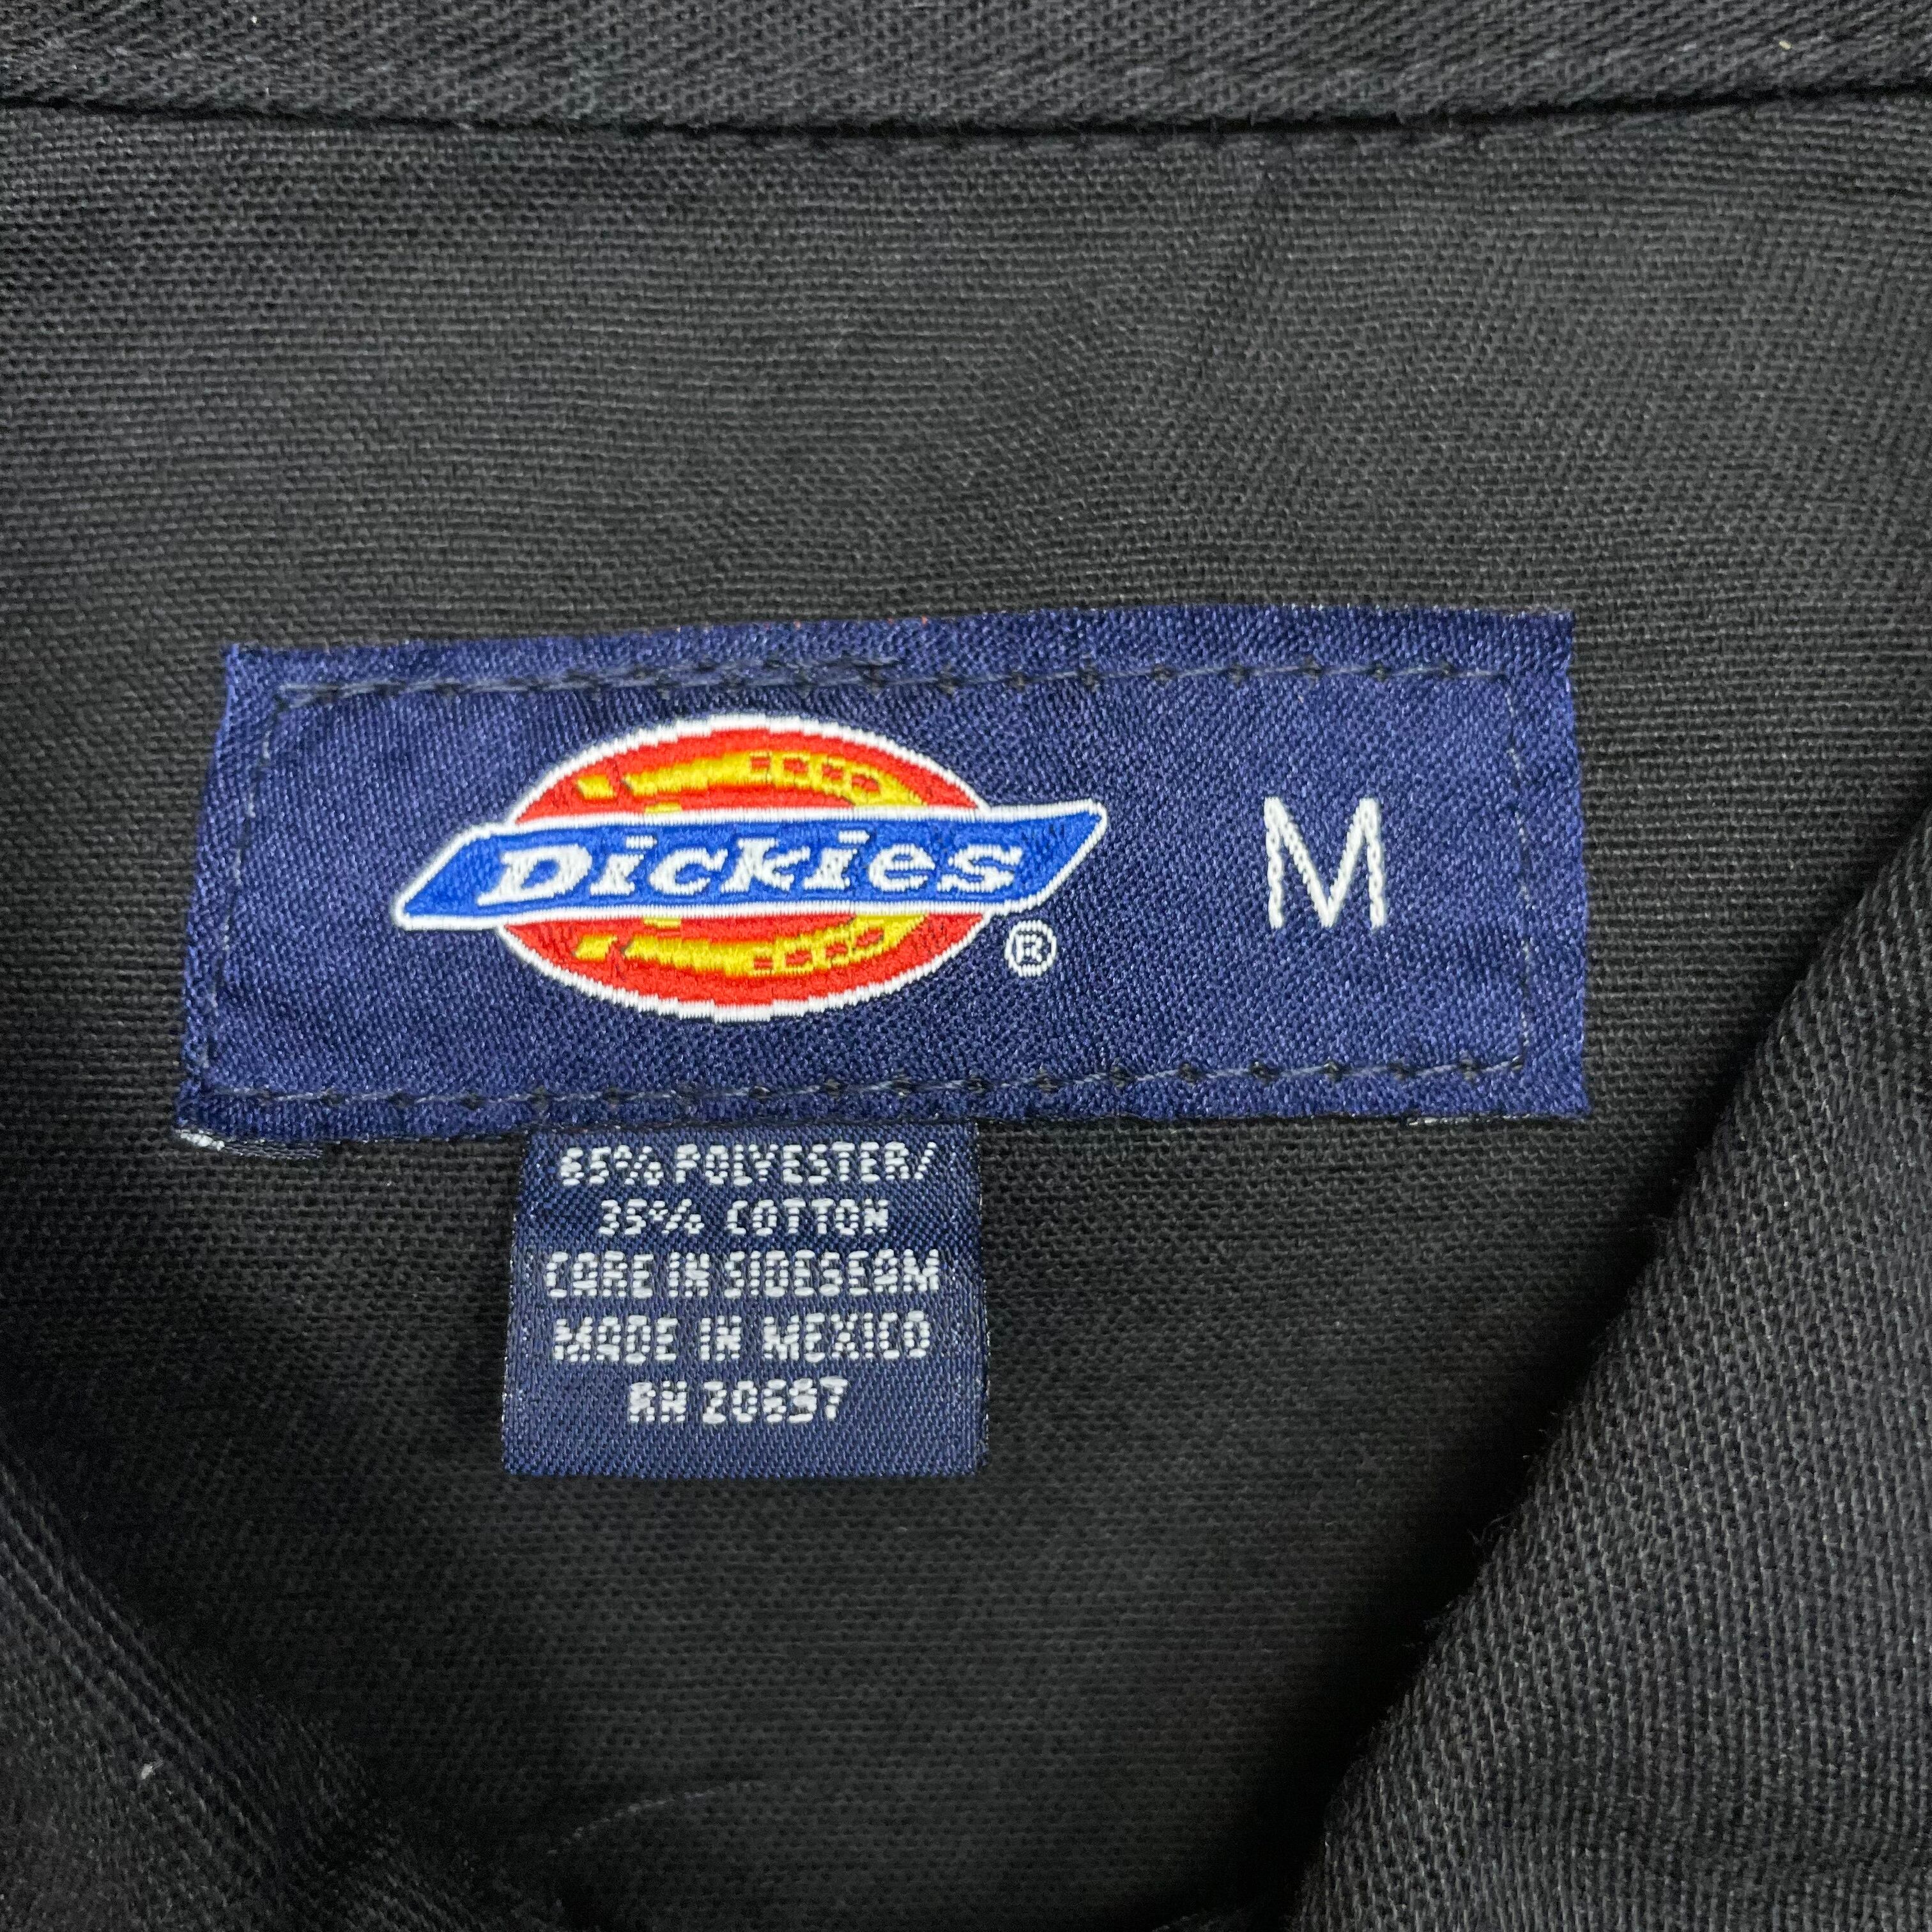 Dickies ® M
65% POLYESTER/
35% COTTON
CARE IN SIDESEAM
MADE IN MEXICO
RN 20697